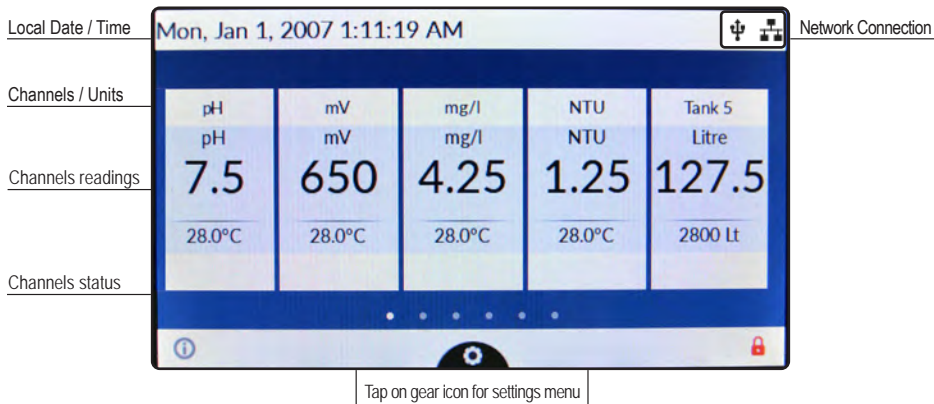 Local Date / Time
Mon, Jan 1, 2007 1:11:19 AM
Network Connection
Channels / Units
pH
mV
mg/l
NTU
Tank 5
pH
mV
mg/l
NTU
Litre
Channels readings
7.5
650
4.25
1.25
127.5
28.0°C
28.0°C
28.0°C
28.0°C
2800 Lt
Channels status
Tap on gear icon for settings menu